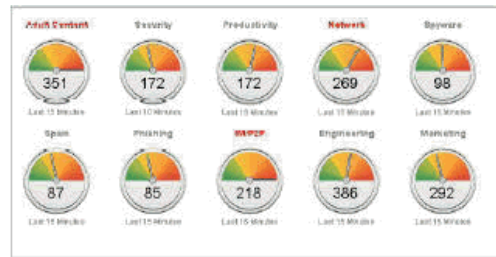 Adult Content Security Productivity Network Spyware
351 172 172 269 98
Last 15 Minutes Last 10 Minutes Last 15 Minutes Last 15 Minutes Last 15 Minutes
Spam Phishing IM/P2P Engineering Marketing
87 85 218 386 292
Last 15 Minutes Last 15 Minutes Last 15 Minutes Last 15 Minutes Last 15 Minutes